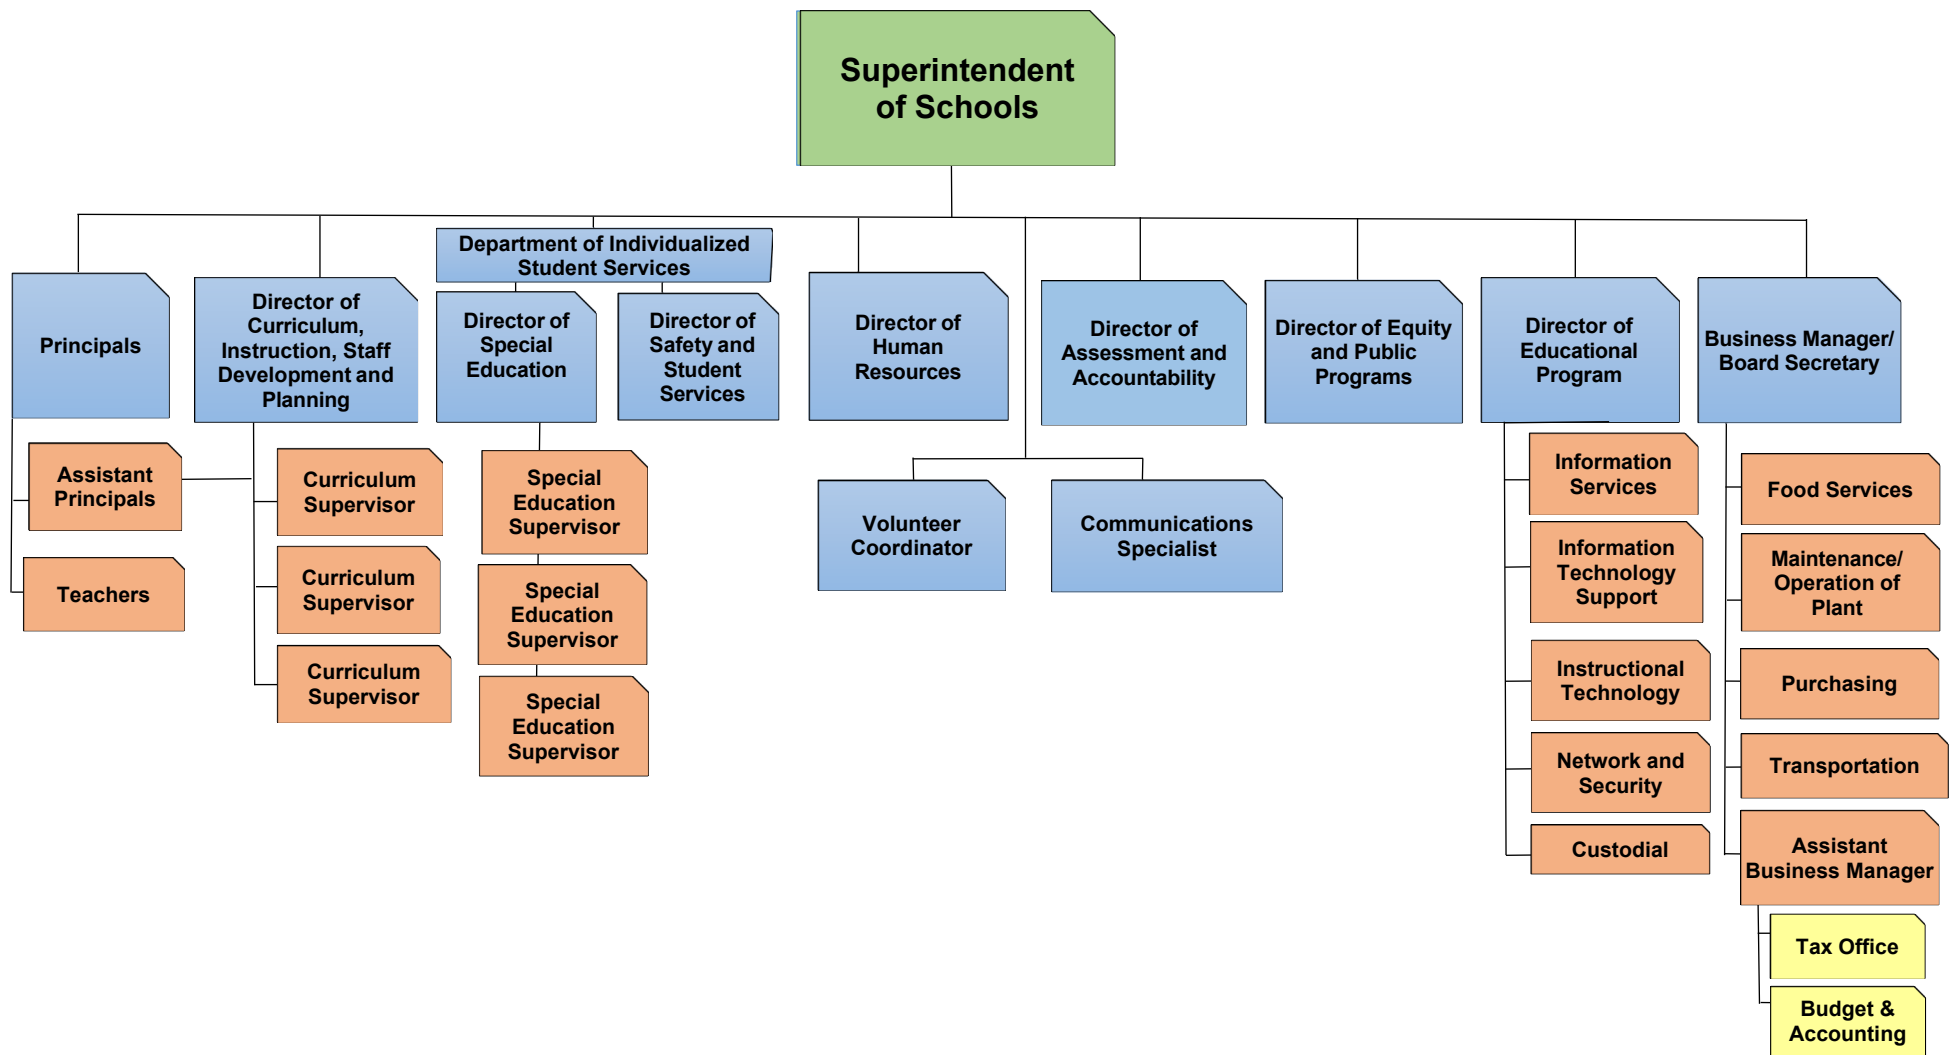 Superintendent
of Schools
Department of Individualized
Student Services
Principals
Director of
Curriculum,
Instruction, Staff
Development and
Planning
Director of
Special
Education
Director of
Safety and
Student
Services
Director of
Human
Resources
Director of
Assessment and
Accountability
Director of Equity
and Public
Programs
Director of
Educational
Program
Business Manager/
Board Secretary
Assistant
Principals
Teachers
Curriculum
Supervisor
Curriculum
Supervisor
Curriculum
Supervisor
Special
Education
Supervisor
Special
Education
Supervisor
Special
Education
Supervisor
Volunteer
Coordinator
Communications
Specialist
Information
Services
Information
Technology
Support
Instructional
Technology
Network and
Security
Custodial
Food Services
Maintenance/
Operation of
Plant
Purchasing
Transportation
Assistant
Business Manager
Tax Office
Budget &
Accounting